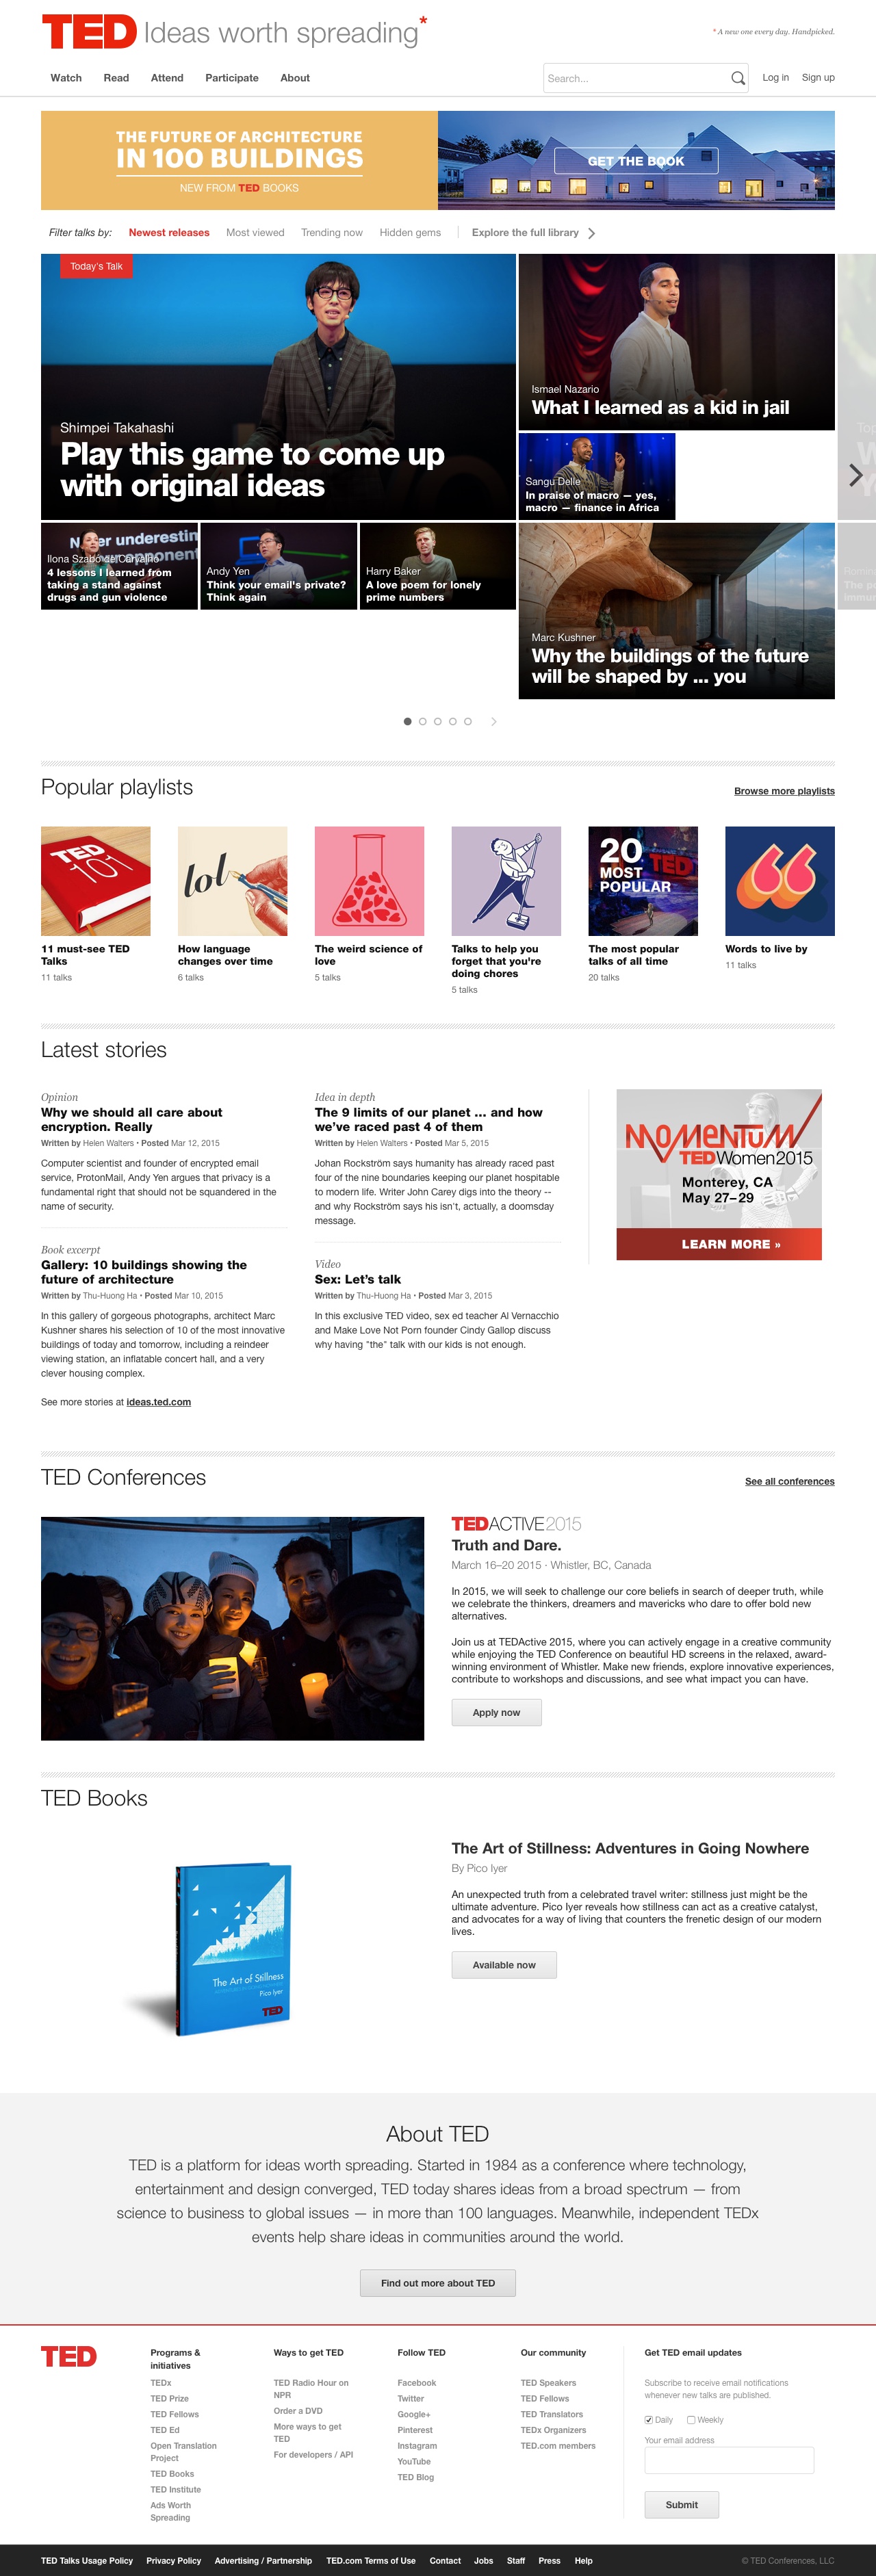 TED Ideas worth spreading*
* A new one every day. Handpicked.
Watch Read Attend Participate About
Search...
Log in Sign up
THE FUTURE OF ARCHITECTURE
IN 100 BUILDINGS
NEW FROM TED BOOKS
GET THE BOOK
Filter talks by: Newest releases Most viewed Trending now Hidden gems Explore the full library
Today's Talk
Shimpei Takahashi
Play this game to come up
with original ideas
Ismael Nazario
What I learned as a kid in jail
Sangu Delle
In praise of macro — yes,
macro — finance in Africa
Ilona Szabó de Carvalho
4 lessons I learned from
taking a stand against
drugs and gun violence
Andy Yen
Think your email's private?
Think again
Harry Baker
A love poem for lonely
prime numbers
Marc Kushner
Why the buildings of the future
will be shaped by ... you
Popular playlists
Browse more playlists
TED
101
lol
20
MOST
POPULAR
TED
11 must-see TED
Talks
11 talks
How language
changes over time
6 talks
The weird science of
love
5 talks
Talks to help you
forget that you're
doing chores
5 talks
The most popular
talks of all time
20 talks
Words to live by
11 talks
Latest stories
Opinion
Why we should all care about
encryption. Really
Written by Helen Walters • Posted Mar 12, 2015
Computer scientist and founder of encrypted email
service, ProtonMail, Andy Yen argues that privacy is a
fundamental right that should not be squandered in the
name of security.
Book excerpt
Gallery: 10 buildings showing the
future of architecture
Written by Thu-Huong Ha • Posted Mar 10, 2015
In this gallery of gorgeous photographs, architect Marc
Kushner shares his selection of 10 of the most innovative
buildings of today and tomorrow, including a reindeer
viewing station, an inflatable concert hall, and a very
clever housing complex.
See more stories at ideas.ted.com
Idea in depth
The 9 limits of our planet ... and how
we've raced past 4 of them
Written by Helen Walters • Posted Mar 5, 2015
Johan Rockström says humanity has already raced past
four of the nine boundaries keeping our planet hospitable
to modern life. Writer John Carey digs into the theory --
and why Rockström says his isn't, actually, a doomsday
message.
Video
Sex: Let's talk
Written by Thu-Huong Ha • Posted Mar 3, 2015
In this exclusive TED video, sex ed teacher Al Vernacchio
and Make Love Not Porn founder Cindy Gallop discuss
why having "the" talk with our kids is not enough.
MOMENTUM
TEDWomen2015
Monterey, CA
May 27–29
LEARN MORE »
TED Conferences
See all conferences
TEDACTIVE2015
Truth and Dare.
March 16–20 2015 · Whistler, BC, Canada
In 2015, we will seek to challenge our core beliefs in search of deeper truth, while
we celebrate the thinkers, dreamers and mavericks who dare to offer bold new
alternatives.
Join us at TEDActive 2015, where you can actively engage in a creative community
while enjoying the TED Conference on beautiful HD screens in the relaxed, award-
winning environment of Whistler. Make new friends, explore innovative experiences,
contribute to workshops and discussions, and see what impact you can have.
Apply now
TED Books
The Art of Stillness
Pico Iyer
TED
The Art of Stillness: Adventures in Going Nowhere
By Pico Iyer
An unexpected truth from a celebrated travel writer: stillness just might be the
ultimate adventure. Pico Iyer reveals how stillness can act as a creative catalyst,
and advocates for a way of living that counters the frenetic design of our modern
lives.
Available now
About TED
TED is a platform for ideas worth spreading. Started in 1984 as a conference where technology,
entertainment and design converged, TED today shares ideas from a broad spectrum — from
science to business to global issues — in more than 100 languages. Meanwhile, independent TEDx
events help share ideas in communities around the world.
Find out more about TED
TED
Programs &
initiatives
TEDx
TED Prize
TED Fellows
TED Ed
Open Translation
Project
TED Books
TED Institute
Ads Worth
Spreading
Ways to get TED
TED Radio Hour on
NPR
Order a DVD
More ways to get
TED
For developers / API
Follow TED
Facebook
Twitter
Google+
Pinterest
Instagram
YouTube
TED Blog
Our community
TED Speakers
TED Fellows
TED Translators
TEDx Organizers
TED.com members
Get TED email updates
Subscribe to receive email notifications
whenever new talks are published.
Daily Weekly
Your email address
Submit
TED Talks Usage Policy Privacy Policy Advertising / Partnership TED.com Terms of Use Contact Jobs Staff Press Help
© TED Conferences, LLC